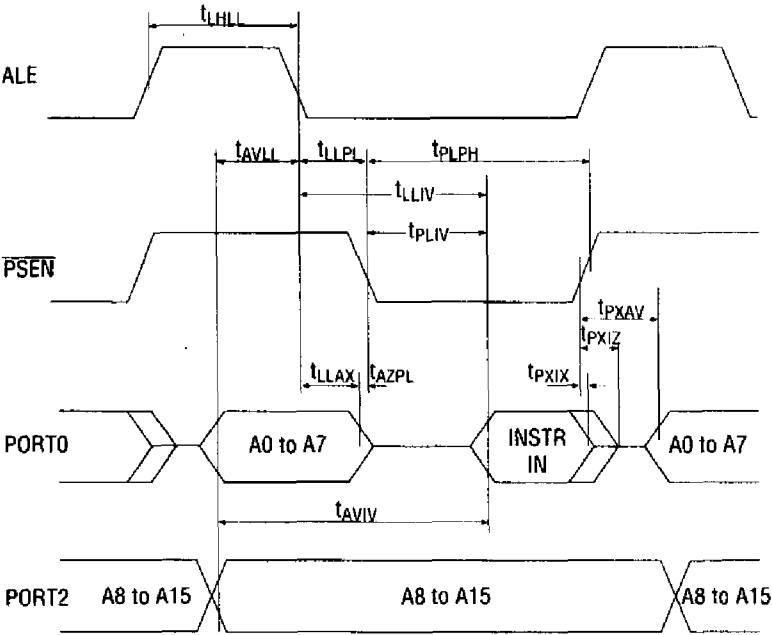 tLHLL
ALE
tAVLL tLLPL tPLPH
tLLIV
tPLIV
PSEN
tPXAV
tPXIZ
tLLAX tAZPL tPXIX
PORT0 A0 to A7 INSTR IN A0 to A7
tAVIV
PORT2 A8 to A15 A8 to A15 A8 to A15